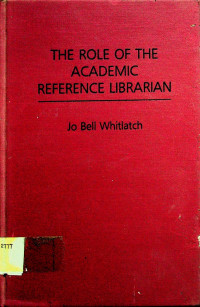 THE ROLE OF THE
ACADEMIC
REFERENCE LIBRARIAN
Jo Bell Whitlatch